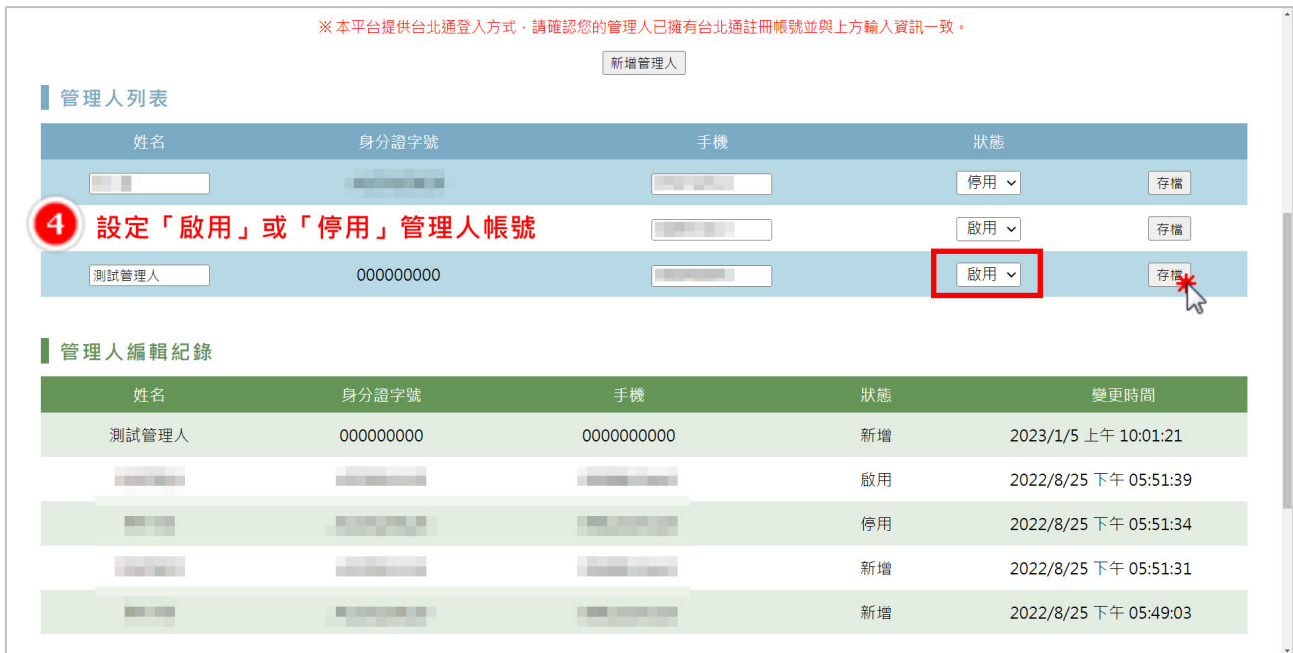 ※ 本平台提供台北通登入方式，請確認您的管理人已擁有台北通註冊帳號並與上方輸入資訊一致。
新增管理人
管理人列表
姓名 身分證字號 手機 狀態
停用 存檔
4 設定「啟用」或「停用」管理人帳號 啟用 存檔
測試管理人 000000000 啟用 存檔
管理人編輯紀錄
姓名 身分證字號 手機 狀態 變更時間
測試管理人 000000000 0000000000 新增 2023/1/5 上午 10:01:21
啟用 2022/8/25 下午 05:51:39
停用 2022/8/25 下午 05:51:34
新增 2022/8/25 下午 05:51:31
新增 2022/8/25 下午 05:49:03